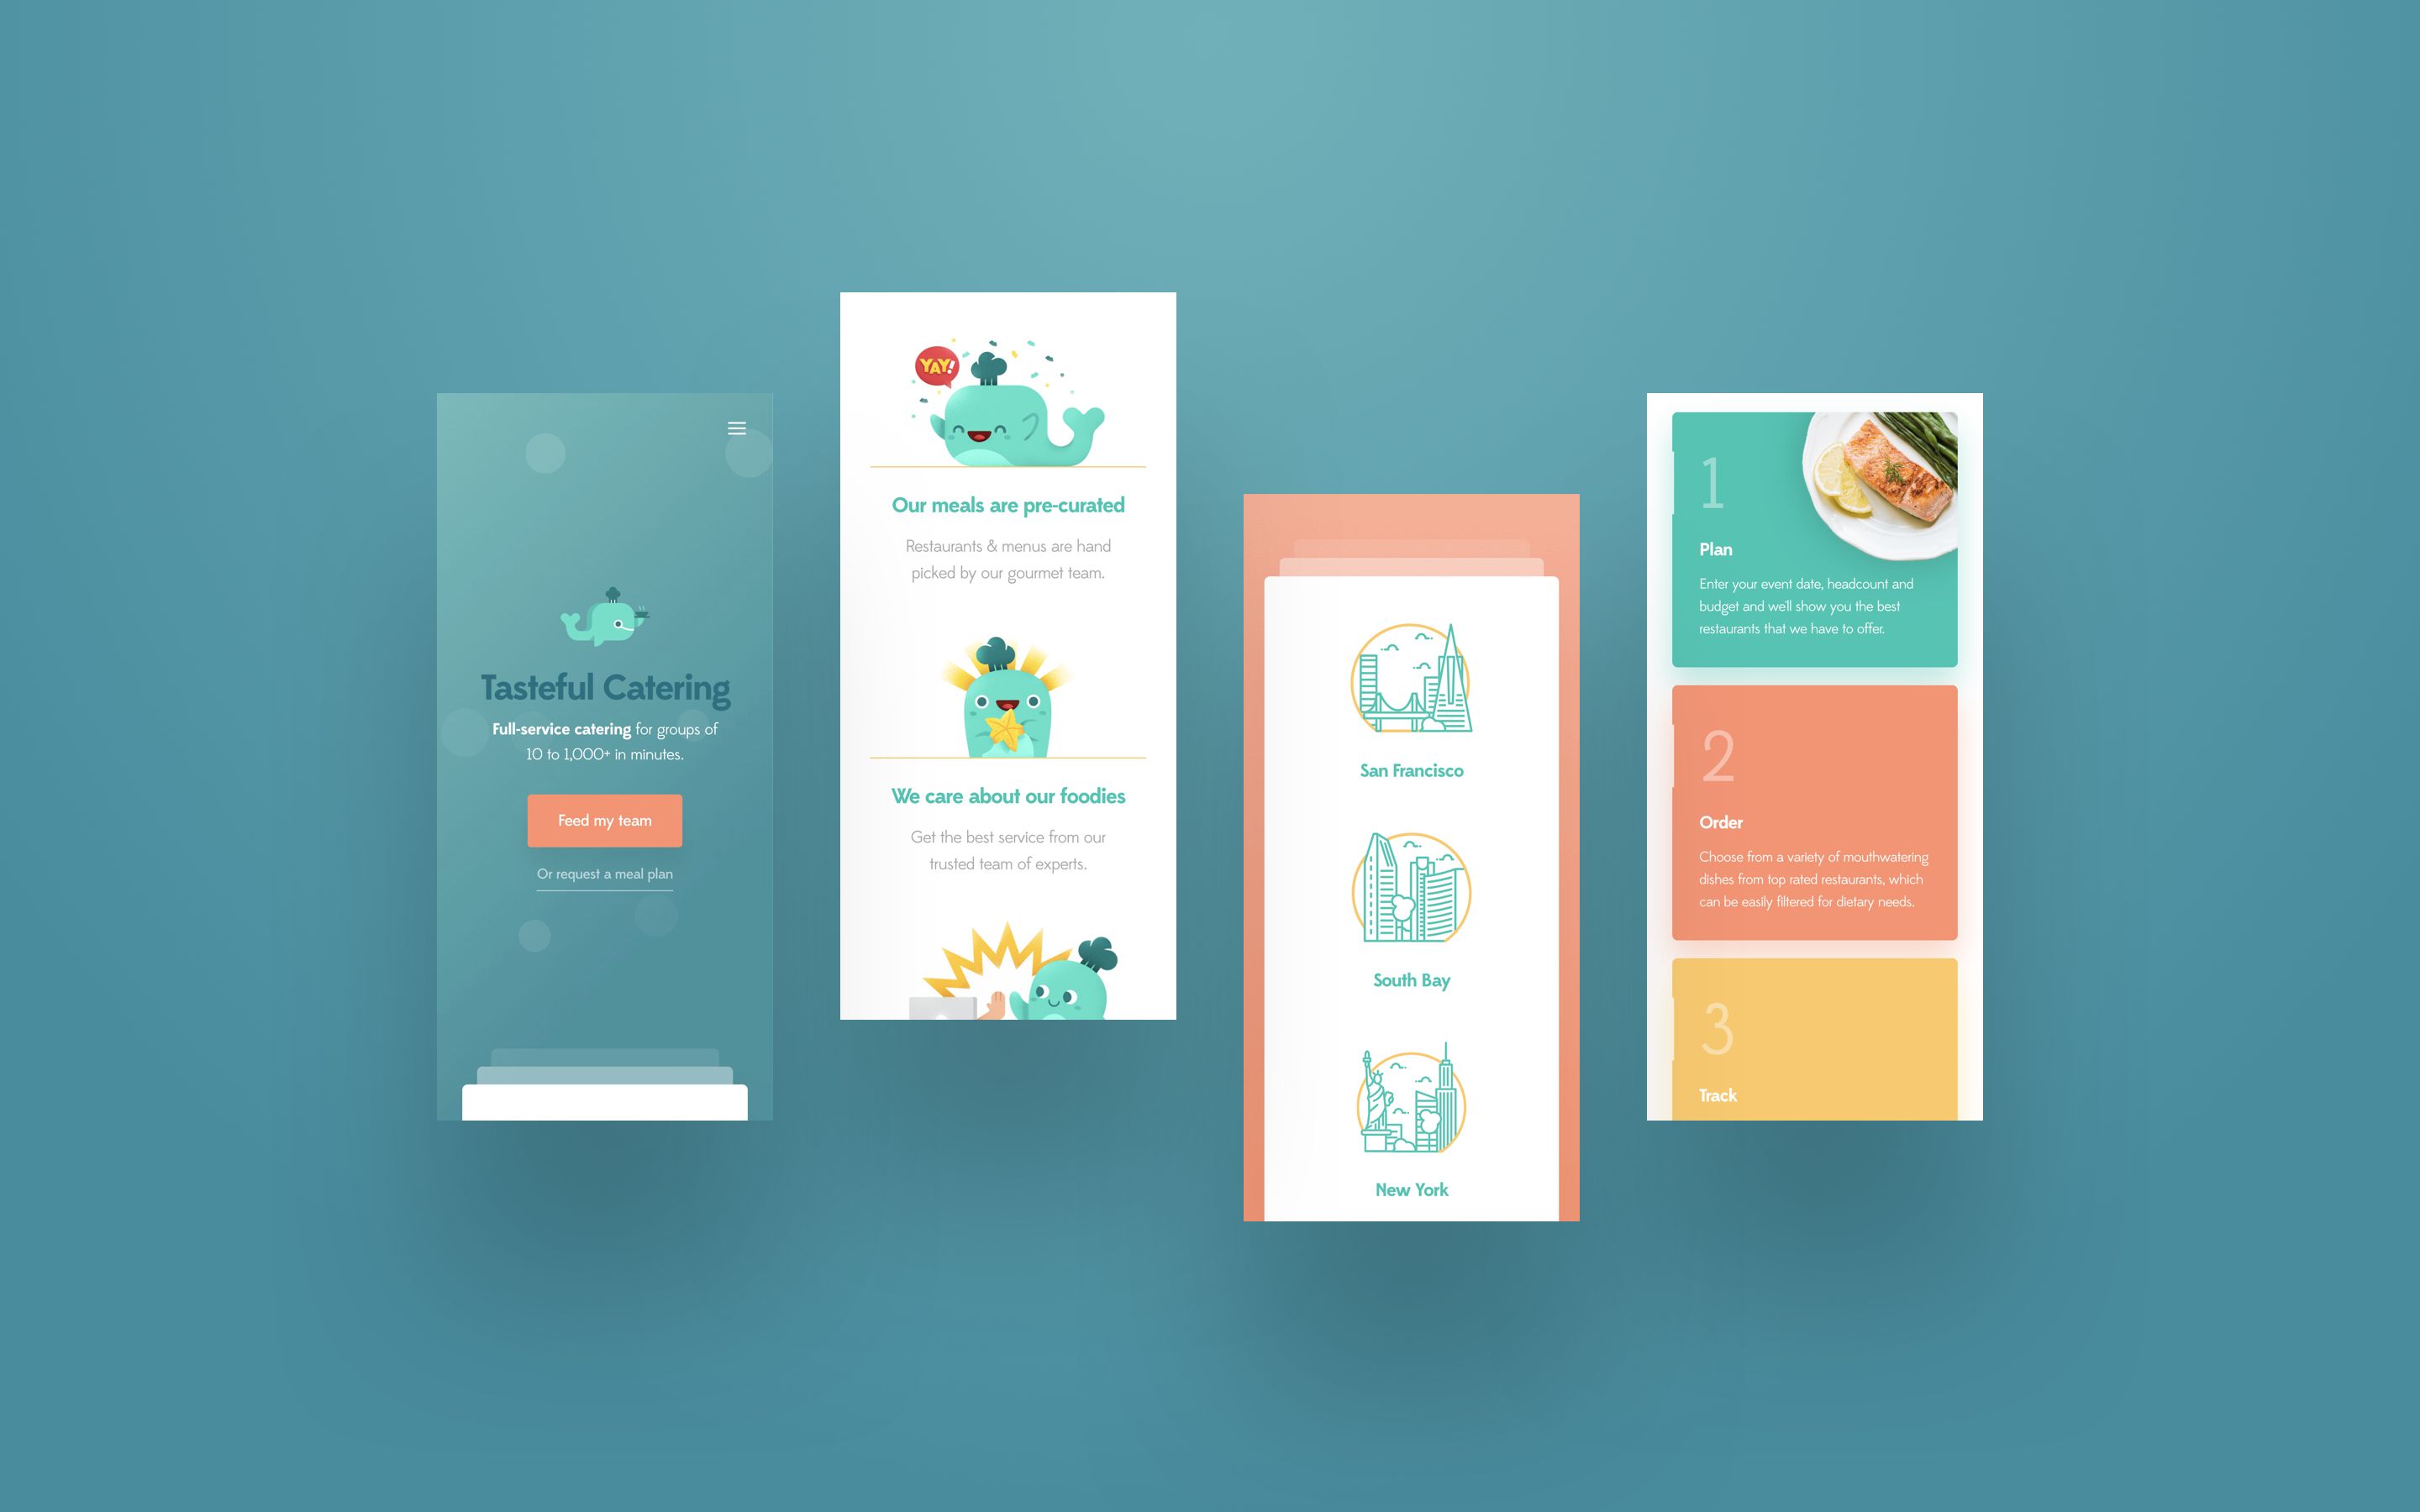 Tasteful Catering
Full-service catering for groups of
10 to 1,000+ in minutes.
Feed my team
Or request a meal plan
YAY!
Our meals are pre-curated
Restaurants & menus are hand
picked by our gourmet team.
We care about our foodies
Get the best service from our
trusted team of experts.
San Francisco
South Bay
New York
1
Plan
Enter your event date, headcount and
budget and we'll show you the best
restaurants that we have to offer.
2
Order
Choose from a variety of mouthwatering
dishes from top rated restaurants, which
can be easily filtered for dietary needs.
3
Track